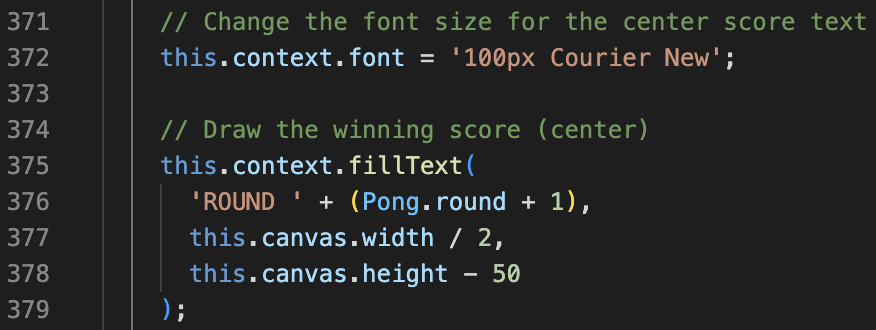 371 // Change the font size for the center score text
372 this.context.font = '100px Courier New';
373
374 // Draw the winning score (center)
375 this.context.fillText(
376 'ROUND ' + (Pong.round + 1),
377 this.canvas.width / 2,
378 this.canvas.height - 50
379 );